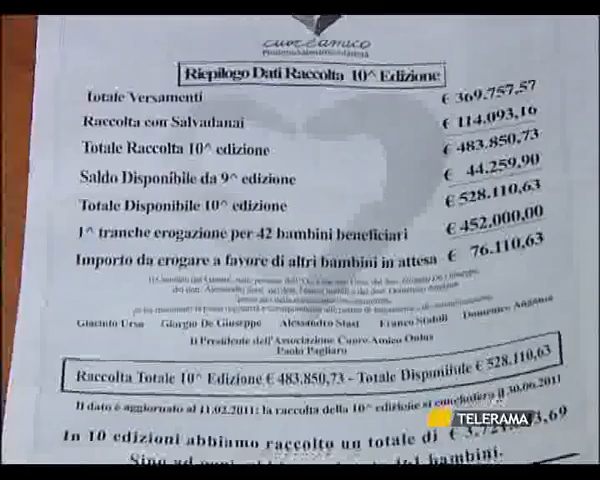 cuoreamico
Riepilogo Dati Raccolta 10^ Edizione
Totale Versamenti € 369.757,57
Raccolta con Salvadanai € 114.093,16
Totale Raccolta 10^ edizione € 483.850,73
Saldo Disponibile da 9^ edizione € 44.259,90
Totale Disponibile 10^ edizione € 528.110,63
1^ tranche erogazione per 42 bambini beneficiari € 452.000,00
Importo da erogare a favore di altri bambini in attesa € 76.110,63
Giacinto Urso Giorgio De Giuseppe Alessandro Stasi Franco
Il Presidente dell'Associazione Cuore Amico Onlus
Paolo Pagliaro
Raccolta Totale 10^ Edizione € 483.850,73 - Totale Disponibile € 528.110,63
Il dato è aggiornato al 11.02.2011: la raccolta della 10^ edizione si concluderà il 30.06.2011
TELERAMA
In 10 edizioni abbiamo raccolto un totale di €
bambini.